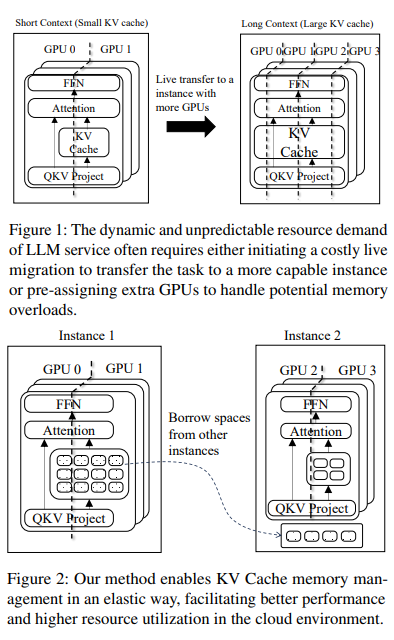 Short Context (Small KV cache)
Long Context (Large KV cache)
GPU 0
GPU 1
FFN
Attention
KV
Cache
QKV Project
Live transfer to a
instance with
more GPUs
GPU 0
GPU 1
GPU 2
GPU 3
FFN
Attention
KV
Cache
QKV Project
Figure 1: The dynamic and unpredictable resource demand
of LLM service often requires either initiating a costly live
migration to transfer the task to a more capable instance
or pre-assigning extra GPUs to handle potential memory
overloads.
Instance 1
Instance 2
GPU 0
GPU 1
FFN
Attention
QKV Project
Borrow spaces
from other
instances
GPU 2
GPU 3
FFN
Attention
QKV Project
Figure 2: Our method enables KV Cache memory man-
agement in an elastic way, facilitating better performance
and higher resource utilization in the cloud environment.